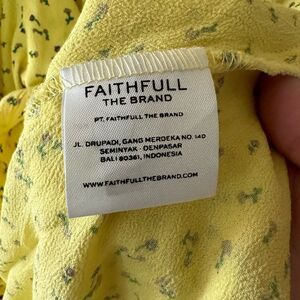 FAITHFULL
THE BRAND
PT. FAITHFULL THE BRAND
JL. DRUPADI, GANG MERDEKA NO. 14D
SEMINYAK - DENPASAR
BALI 80361, INDONESIA
WWW.FAITHFULLTHEBRAND.COM